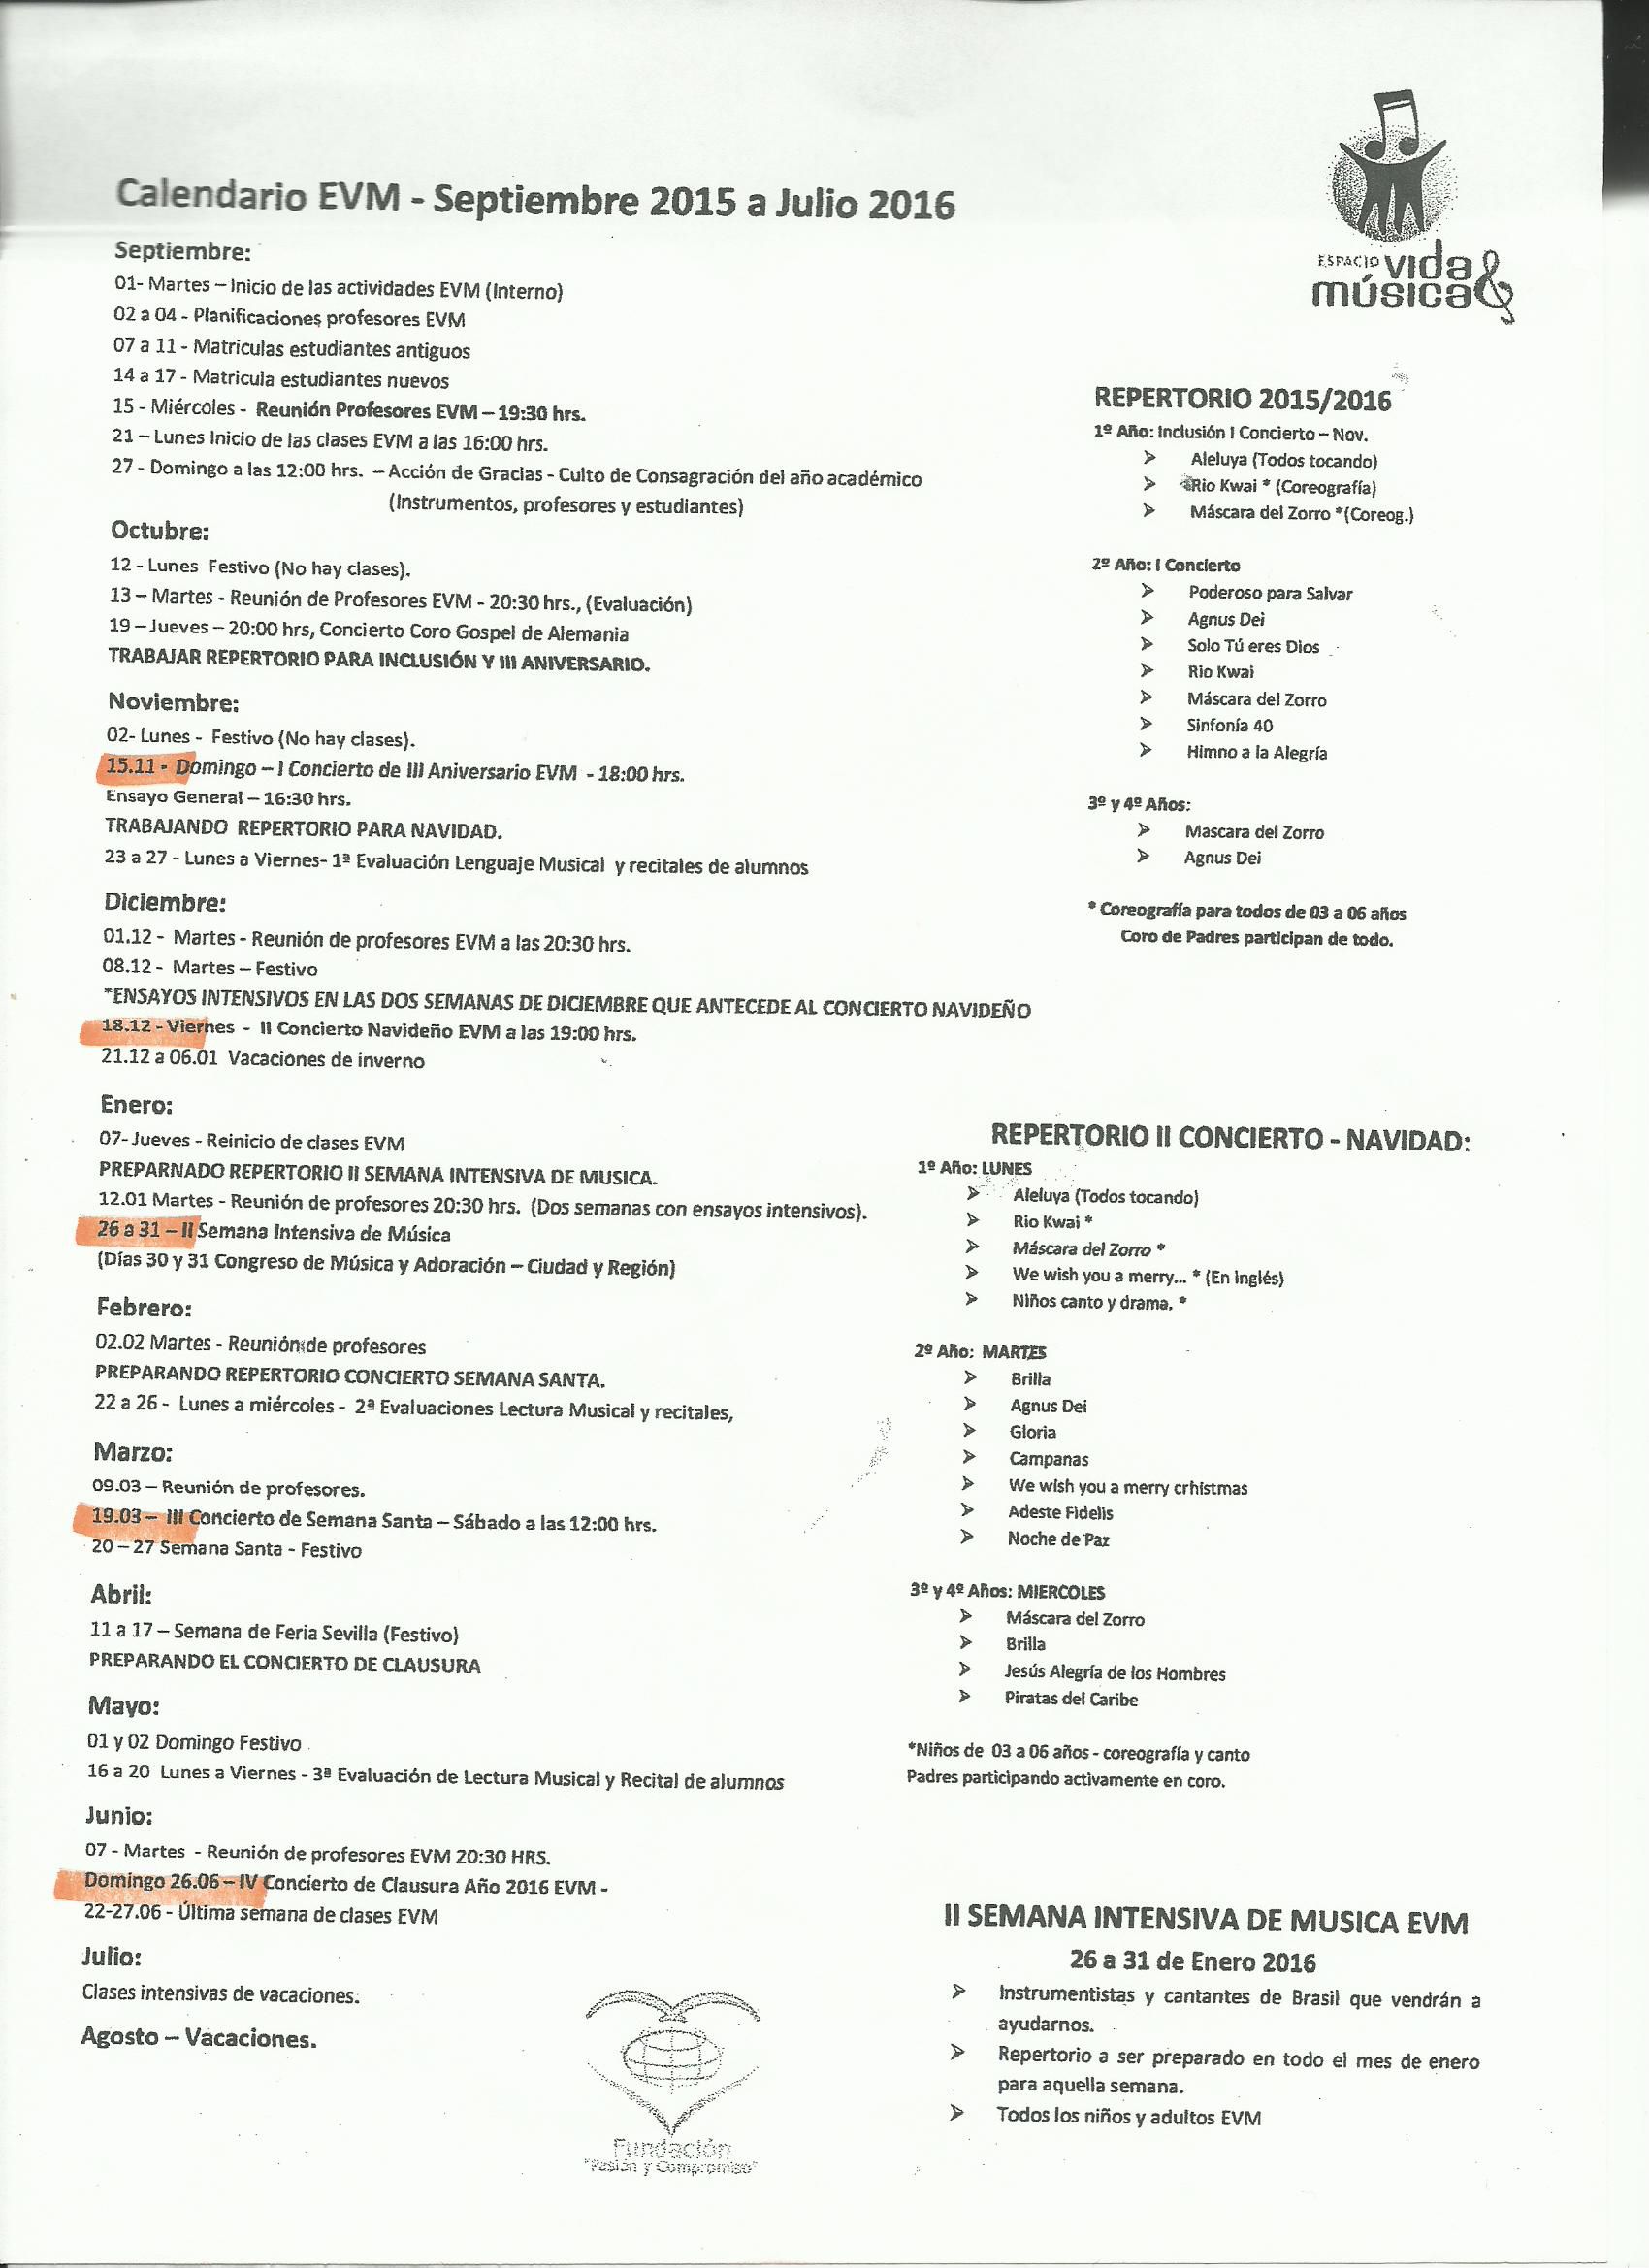 Calendario EVM - Septiembre 2015 a Julio 2016
ESPACIO vida &
música
Septiembre:
01- Martes – Inicio de las actividades EVM (Interno)
02 a 04 - Planificaciones profesores EVM
07 a 11 - Matriculas estudiantes antiguos
14 a 17 - Matricula estudiantes nuevos
15 - Miércoles - Reunión Profesores EVM – 19:30 hrs.
21 – Lunes Inicio de las clases EVM a las 16:00 hrs.
27 - Domingo a las 12:00 hrs. – Acción de Gracias - Culto de Consagración del año académico
(Instrumentos, profesores y estudiantes)
Octubre:
12 - Lunes Festivo (No hay clases).
13 – Martes - Reunión de Profesores EVM - 20:30 hrs., (Evaluación)
19 – Jueves – 20:00 hrs, Concierto Coro Gospel de Alemania
TRABAJAR REPERTORIO PARA INCLUSIÓN Y III ANIVERSARIO.
Noviembre:
02- Lunes - Festivo (No hay clases).
15.11 - Domingo – I Concierto de III Aniversario EVM - 18:00 hrs.
Ensayo General – 16:30 hrs.
TRABAJANDO REPERTORIO PARA NAVIDAD.
23 a 27 - Lunes a Viernes- 1ª Evaluación Lenguaje Musical y recitales de alumnos
Diciembre:
01.12 - Martes - Reunión de profesores EVM a las 20:30 hrs.
08.12 - Martes – Festivo
*ENSAYOS INTENSIVOS EN LAS DOS SEMANAS DE DICIEMBRE QUE ANTECEDE AL CONCIERTO NAVIDEÑO
18.12 - Viernes - II Concierto Navideño EVM a las 19:00 hrs.
21.12 a 06.01 Vacaciones de inverno
Enero:
07- Jueves - Reinicio de clases EVM
PREPARNADO REPERTORIO II SEMANA INTENSIVA DE MUSICA.
12.01 Martes - Reunión de profesores 20:30 hrs. (Dos semanas con ensayos intensivos).
26 a 31 – II Semana Intensiva de Música
(Días 30 y 31 Congreso de Música y Adoración – Ciudad y Región)
Febrero:
02.02 Martes - Reunión de profesores
PREPARANDO REPERTORIO CONCIERTO SEMANA SANTA.
22 a 26 - Lunes a miércoles - 2ª Evaluaciones Lectura Musical y recitales,
Marzo:
09.03 – Reunión de profesores.
19.03 – III Concierto de Semana Santa – Sábado a las 12:00 hrs.
20 – 27 Semana Santa - Festivo
Abril:
11 a 17 – Semana de Feria Sevilla (Festivo)
PREPARANDO EL CONCIERTO DE CLAUSURA
Mayo:
01 y 02 Domingo Festivo
16 a 20 Lunes a Viernes - 3ª Evaluación de Lectura Musical y Recital de alumnos
Junio:
07 - Martes - Reunión de profesores EVM 20:30 HRS.
Domingo 26.06 – IV Concierto de Clausura Año 2016 EVM -
22-27.06 - Última semana de clases EVM
Julio:
Clases intensivas de vacaciones.
Agosto – Vacaciones.
Fundación
"Pasión y Compromiso"
REPERTORIO 2015/2016
1º Año: Inclusión I Concierto – Nov.
➢ Aleluya (Todos tocando)
➢ Rio Kwai * (Coreografía)
➢ Máscara del Zorro *(Coreog.)
2º Año: I Concierto
➢ Poderoso para Salvar
➢ Agnus Dei
➢ Solo Tú eres Dios
➢ Rio Kwai
➢ Máscara del Zorro
➢ Sinfonía 40
➢ Himno a la Alegría
3º y 4º Años:
➢ Mascara del Zorro
➢ Agnus Dei
* Coreografía para todos de 03 a 06 años
Coro de Padres participan de todo.
REPERTORIO II CONCIERTO - NAVIDAD:
1º Año: LUNES
➢ Aleluya (Todos tocando)
➢ Rio Kwai *
➢ Máscara del Zorro *
➢ We wish you a merry... * (En inglés)
➢ Niños canto y drama. *
2º Año: MARTES
➢ Brilla
➢ Agnus Dei
➢ Gloria
➢ Campanas
➢ We wish you a merry crhistmas
➢ Adeste Fidelis
➢ Noche de Paz
3º y 4º Años: MIERCOLES
➢ Máscara del Zorro
➢ Brilla
➢ Jesús Alegría de los Hombres
➢ Piratas del Caribe
*Niños de 03 a 06 años - coreografía y canto
Padres participando activamente en coro.
II SEMANA INTENSIVA DE MUSICA EVM
26 a 31 de Enero 2016
➢ Instrumentistas y cantantes de Brasil que vendrán a
ayudarnos.
➢ Repertorio a ser preparado en todo el mes de enero
para aquella semana.
➢ Todos los niños y adultos EVM